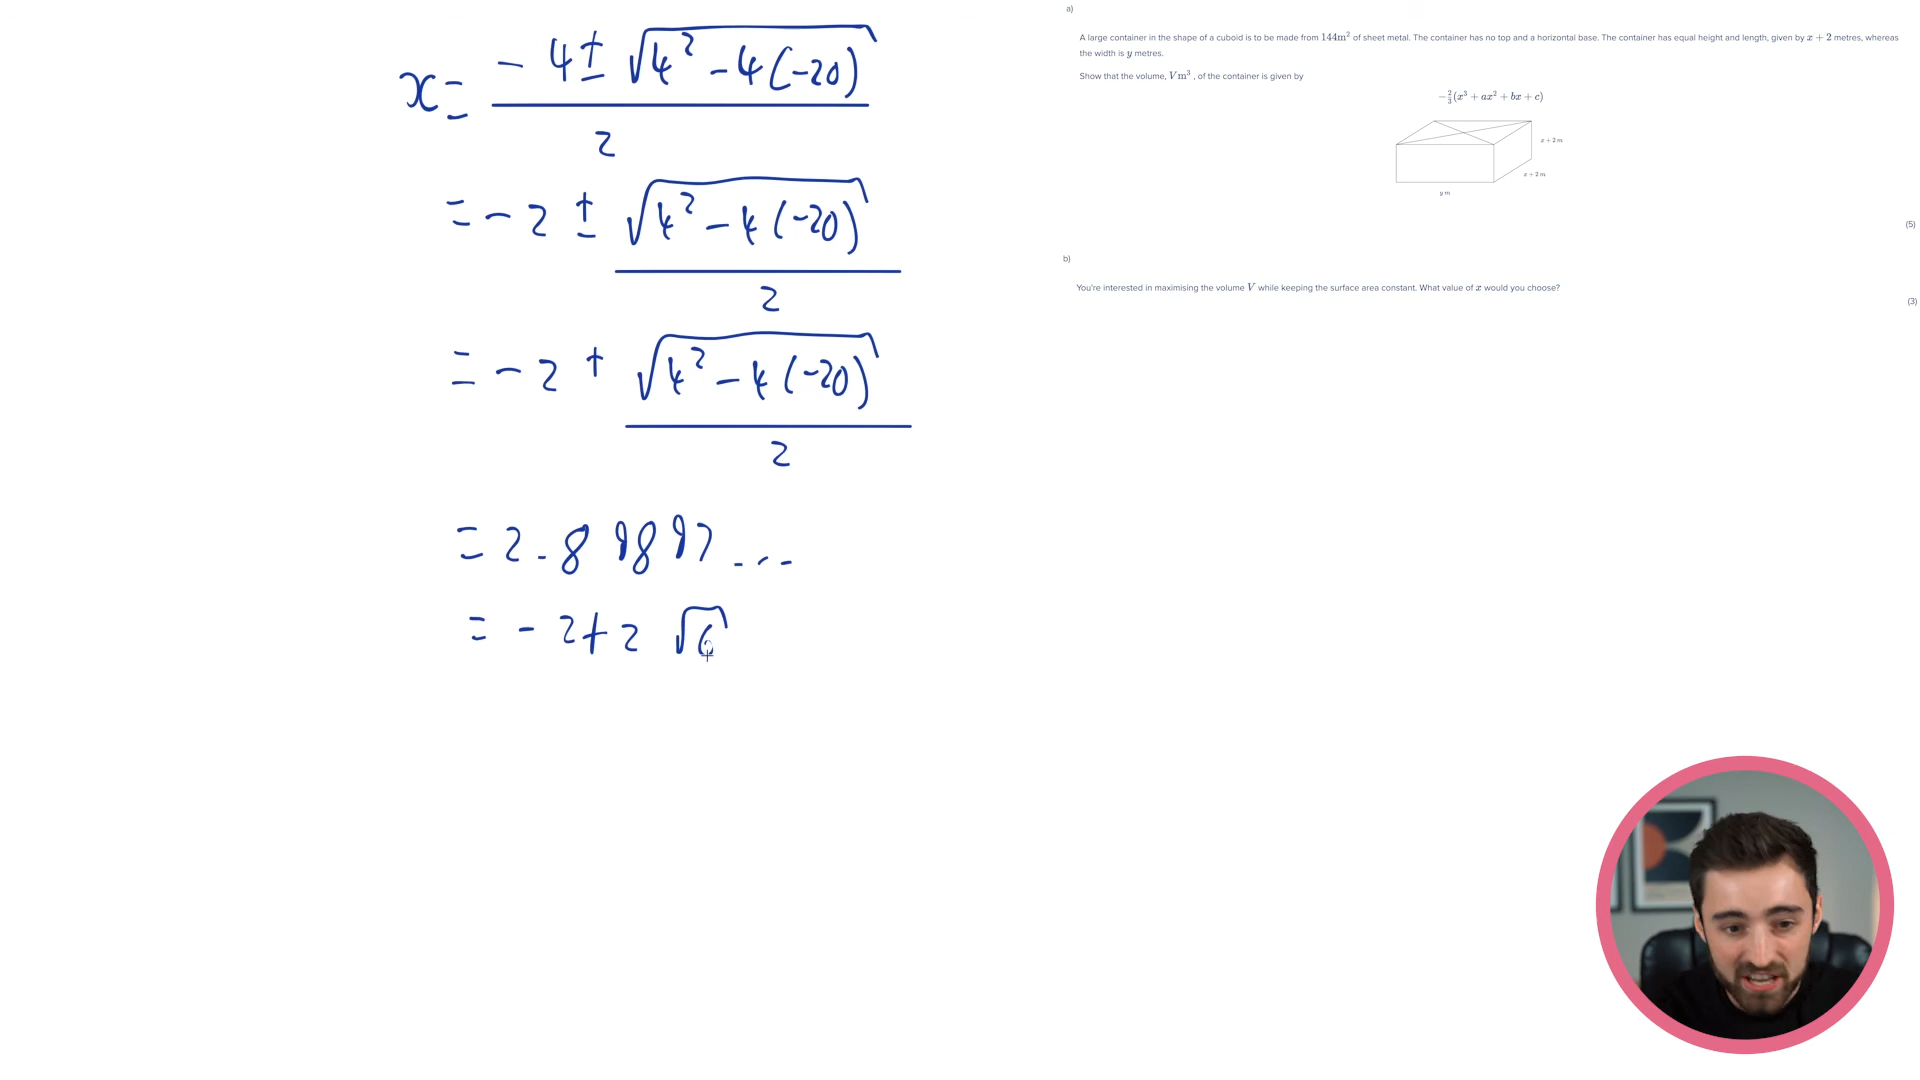 x = (-4 ± √(4² - 4(-20))) / 2
= -2 ± √(4² - 4(-20)) / 2
= -2 + √(4² - 4(-20)) / 2
= 2.89897...
= -2+2 √6
a)
A large container in the shape of a cuboid is to be made from 144m² of sheet metal. The container has no top and a horizontal base. The container has equal height and length, given by x + 2 metres, whereas
the width is y metres.
Show that the volume, V m³ , of the container is given by
-⅔(x³ + ax² + bx + c)
x + 2 m
x + 2 m
y m
(5)
b)
You're interested in maximising the volume V while keeping the surface area constant. What value of x would you choose?
(3)